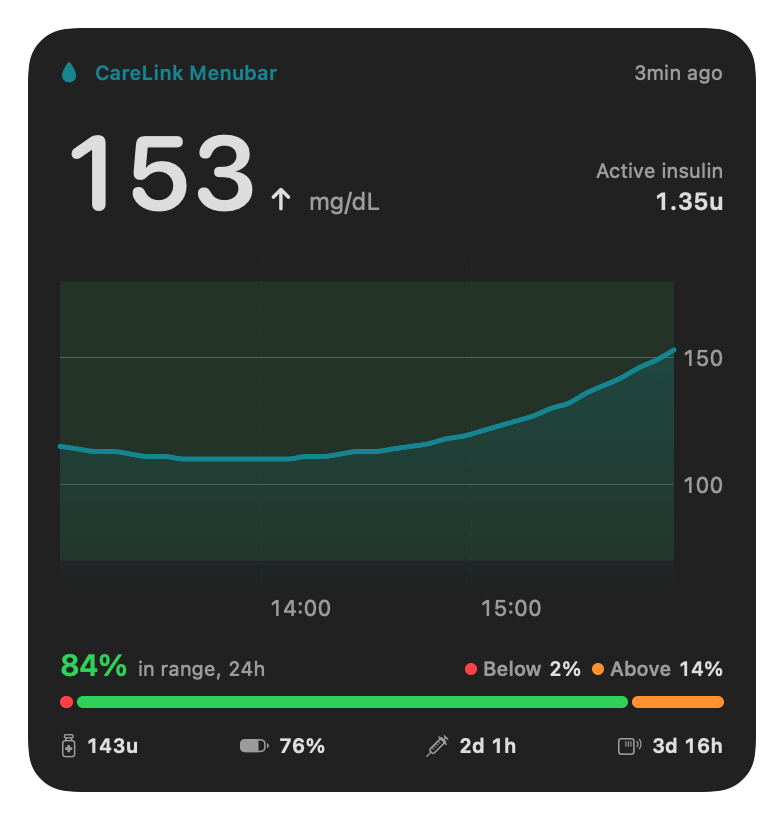 CareLink Menubar 3min ago
153 ↑ mg/dL
Active insulin
1.35u
150
100
14:00 15:00
84% in range, 24h Below 2% Above 14%
143u 76% 2d 1h 3d 16h